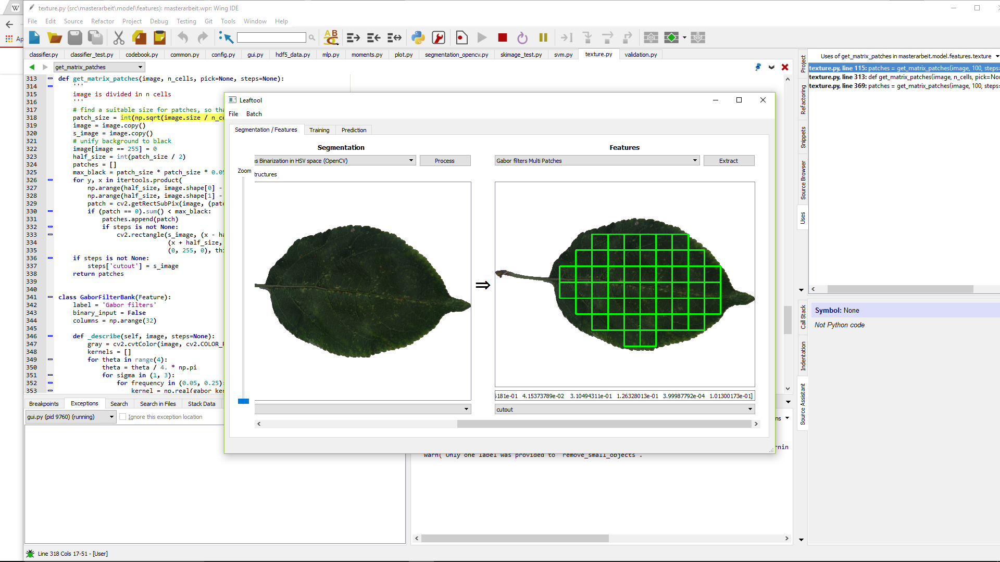 W
texture.py (src\masterarbeit\model\features): masterarbeit.wpr: Wing IDE
File Edit Source Refactor Project Debug Testing Git Tools Window Help
Ap
classifier.py classifier_test.py codebook.py common.py config.py gui.py hdf5_data.py mlp.py moments.py plot.py segmentation_opencv.py skimage_test.py svm.py texture.py validation.py
get_matrix_patches
313 def get_matrix_patches(image, n_cells, pick=None, steps=None):
314 '''
315 image is divided in n cells
316 '''
317 # find a suitable size for patches, so tha
318 patch_size = int(np.sqrt(image.size / n_ce
319 image = image.copy()
320 s_image = image.copy()
321 # unify background to black
322 image[image == 255] = 0
323 half_size = int(patch_size / 2)
324 patches = []
325 max_black = patch_size * patch_size * 0.05
326 for y, x in itertools.product(
327 np.arange(half_size, image.shape[0] -
328 np.arange(half_size, image.shape[1] -
329 patch = cv2.getRectSubPix(image, (patc
330 if (patch == 0).sum() < max_black:
331 patches.append(patch)
332 if steps is not None:
333 cv2.rectangle(s_image, (x - ha
334 (x + half_size,
335 (0, 255, 0), thi
336 if steps is not None:
337 steps['cutout'] = s_image
338 return patches
339
340
341 class GaborFilterBank(Feature):
342 label = 'Gabor filters'
343 binary_input = False
344 columns = np.arange(32)
345
346 def _describe(self, image, steps=None):
347 gray = cv2.cvtColor(image, cv2.COLOR_R
348 kernels = []
349 for theta in range(4):
350 theta = theta / 4. * np.pi
351 for sigma in (1, 3):
352 for frequency in (0.05, 0.25):
353 kernel = np.real(gabor_ker
Leaftool
File Batch
Segmentation / Features Training Prediction
Segmentation
s Binarization in HSV space (OpenCV) Process
Zoom
tructures
⇒
Features
Gabor filters Multi Patches Extract
5181e-01 4.15373789e-02 3.10494311e-01 1.26328013e-01 3.99987792e-04 1.01300173e-01]
cutout
Breakpoints Exceptions Search Search in Files Stack Data
gui.py (pid 9760) (running) Ignore this exception location
ns
rnin
warn('Only one label was provided to `remove_small_objects`.
Project
Refactoring
Snippets
Source Browser
Uses
Uses of get_matrix_patches in masterarbeit.model.features.texture
texture.py, line 115: patches = get_matrix_patches(image, 100, steps=
texture.py, line 313: def get_matrix_patches(image, n_cells, pick=No
texture.py, line 369: patches = get_matrix_patches(image, 100, steps=
Call Stack
Indentation
Source Assistant
Symbol: None
Not Python code
Line 318 Cols 17-51 - [User]